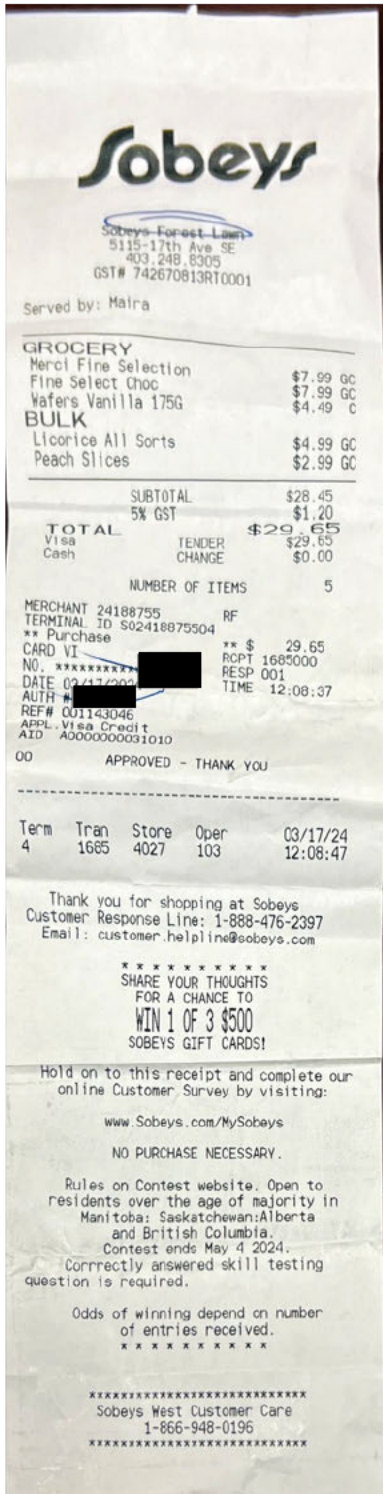 Sobeys
Sobeys Forest Lawn
5115-17th Ave SE
403.248.8305
GST# 742670813RT0001
Served by: Maira
GROCERY
Merci Fine Selection $7.99 GC
Fine Select Choc $7.99 GC
Wafers Vanilla 175G $4.49 C
BULK
Licorice All Sorts $4.99 GC
Peach Slices $2.99 GC
SUBTOTAL $28.45
5% GST $1.20
TOTAL $29.65
Visa TENDER $29.65
Cash CHANGE $0.00
NUMBER OF ITEMS 5
MERCHANT 24188755 RF
TERMINAL ID S02418875504
** Purchase ** $ 29.65
CARD VI RCPT 1685000
NO. *********** RESP 001
DATE 03/17/202 TIME 12:08:37
AUTH #
REF# 001143046
APPL.Visa Credit
AID A0000000031010
00 APPROVED - THANK YOU
Term Tran Store Oper 03/17/24
4 1685 4027 103 12:08:47
Thank you for shopping at Sobeys
Customer Response Line: 1-888-476-2397
Email: customer.helpline@sobeys.com
* * * * * * * * * *
SHARE YOUR THOUGHTS
FOR A CHANCE TO
WIN 1 OF 3 $500
SOBEYS GIFT CARDS!
Hold on to this receipt and complete our
online Customer Survey by visiting:
www.Sobeys.com/MySobeys
NO PURCHASE NECESSARY.
Rules on Contest website. Open to
residents over the age of majority in
Manitoba: Saskatchewan:Alberta
and British Columbia.
Contest ends May 4 2024.
Corrrectly answered skill testing
question is required.
Odds of winning depend on number
of entries received.
* * * * * * * * * *
****************************
Sobeys West Customer Care
1-866-948-0196
****************************